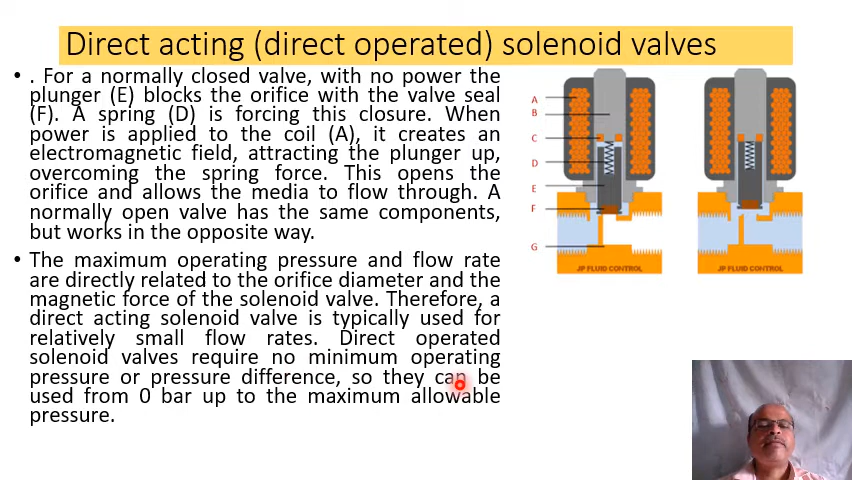 Direct acting (direct operated) solenoid valves
• . For a normally closed valve, with no power the
plunger (E) blocks the orifice with the valve seal
(F). A spring (D) is forcing this closure. When
power is applied to the coil (A), it creates an
electromagnetic field, attracting the plunger up,
overcoming the spring force. This opens the
orifice and allows the media to flow through. A
normally open valve has the same components,
but works in the opposite way.
• The maximum operating pressure and flow rate
are directly related to the orifice diameter and the
magnetic force of the solenoid valve. Therefore, a
direct acting solenoid valve is typically used for
relatively small flow rates. Direct operated
solenoid valves require no minimum operating
pressure or pressure difference, so they can be
used from 0 bar up to the maximum allowable
pressure.
A
B
C
D
E
F
G
JP FLUID CONTROL
JP FLUID CONTROL